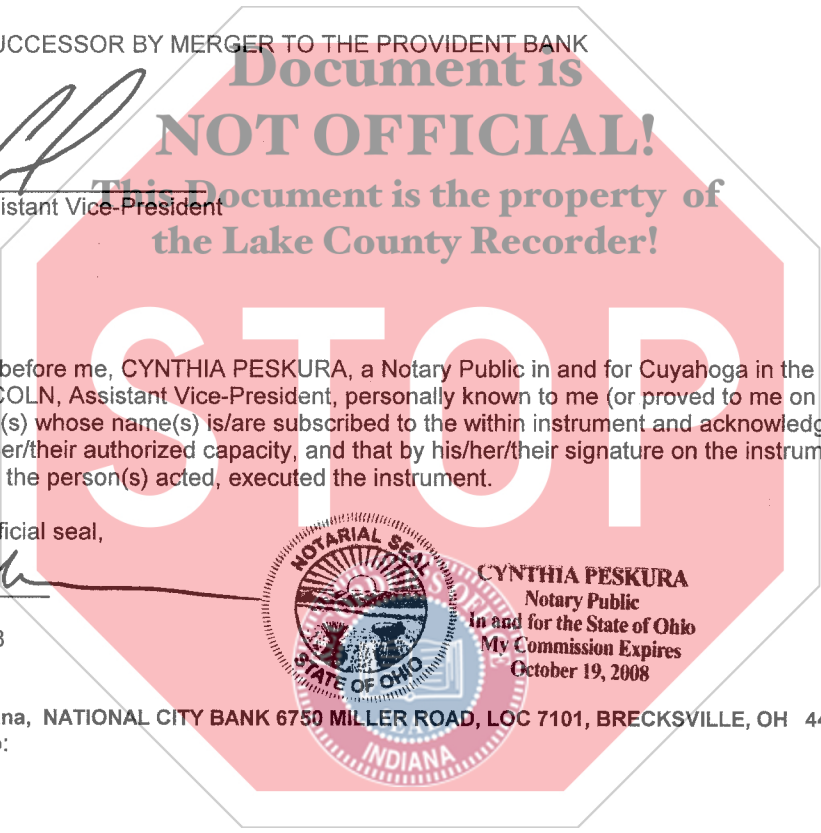 UCCESSOR BY MERGER TO THE PROVIDENT BANK
Document is
NOT OFFICIAL!
This Document is the property of
the Lake County Recorder!
istant Vice-President
STOP
before me, CYNTHIA PESKURA, a Notary Public in and for Cuyahoga in the
COLN, Assistant Vice-President, personally known to me (or proved to me on
(s) whose name(s) is/are subscribed to the within instrument and acknowledg
er/their authorized capacity, and that by his/her/their signature on the instrum
the person(s) acted, executed the instrument.
ficial seal,
NOTARIAL SEAL
STATE OF OHIO
CYNTHIA PESKURA
Notary Public
In and for the State of Ohio
My Commission Expires
October 19, 2008
na, NATIONAL CITY BANK 6750 MILLER ROAD, LOC 7101, BRECKSVILLE, OH 44
INDIANA